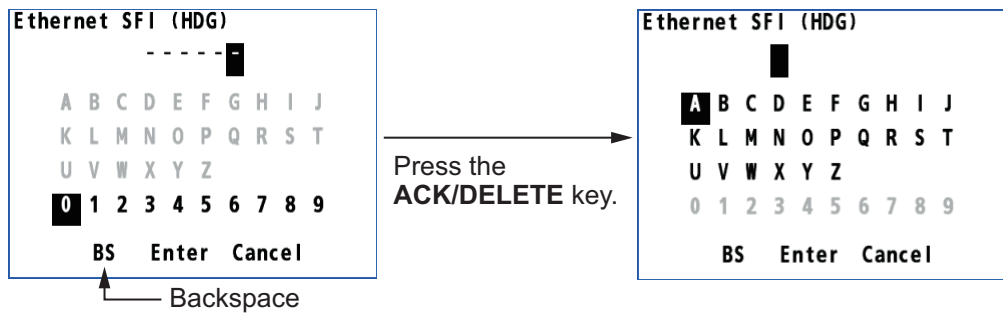 Ethernet SFI (HDG)
- - - - - -
A B C D E F G H I J
K L M N O P Q R S T
U V W X Y Z
0 1 2 3 4 5 6 7 8 9
BS Enter Cancel
Backspace
Press the
ACK/DELETE key.
Ethernet SFI (HDG)
A B C D E F G H I J
K L M N O P Q R S T
U V W X Y Z
0 1 2 3 4 5 6 7 8 9
BS Enter Cancel